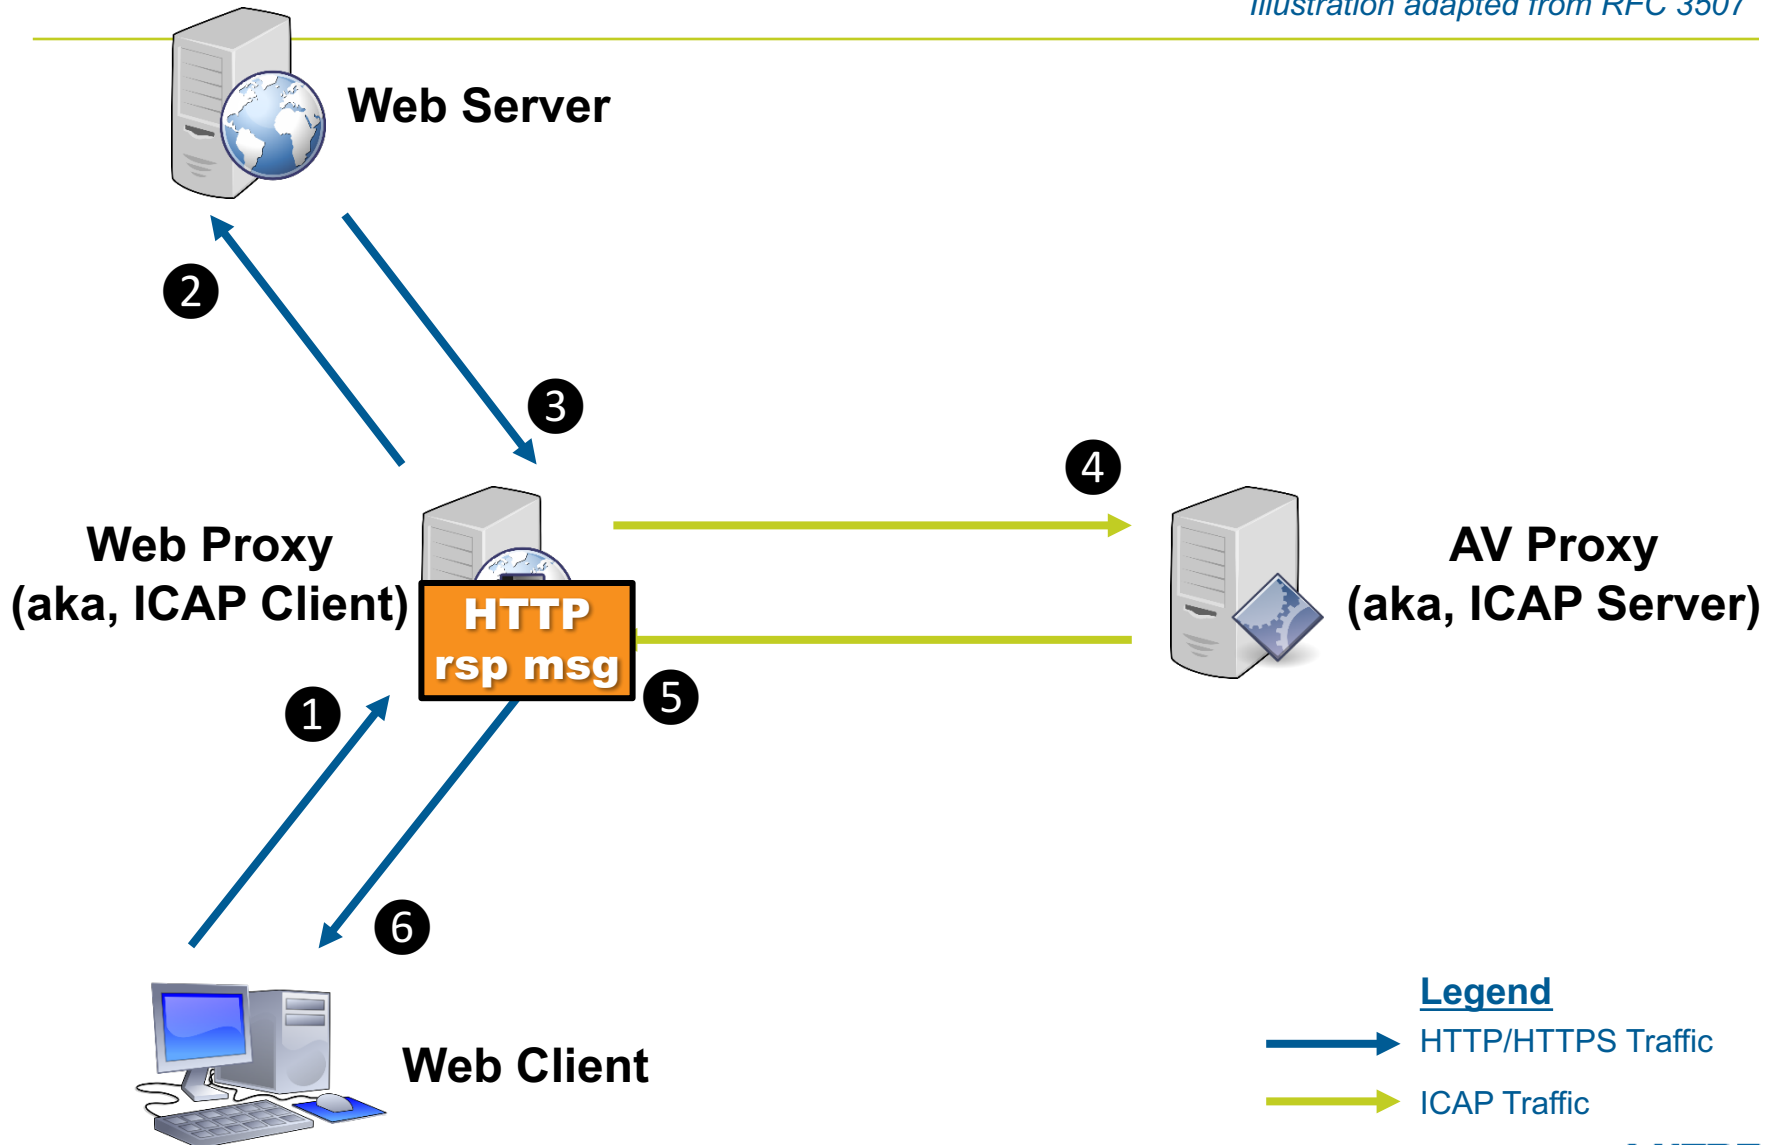 Illustration adapted from RFC 3507
Web Server
2
3
4
Web Proxy
(aka, ICAP Client)
AV Proxy
(aka, ICAP Server)
HTTP
rsp msg
5
1
6
Web Client
Legend
HTTP/HTTPS Traffic
ICAP Traffic